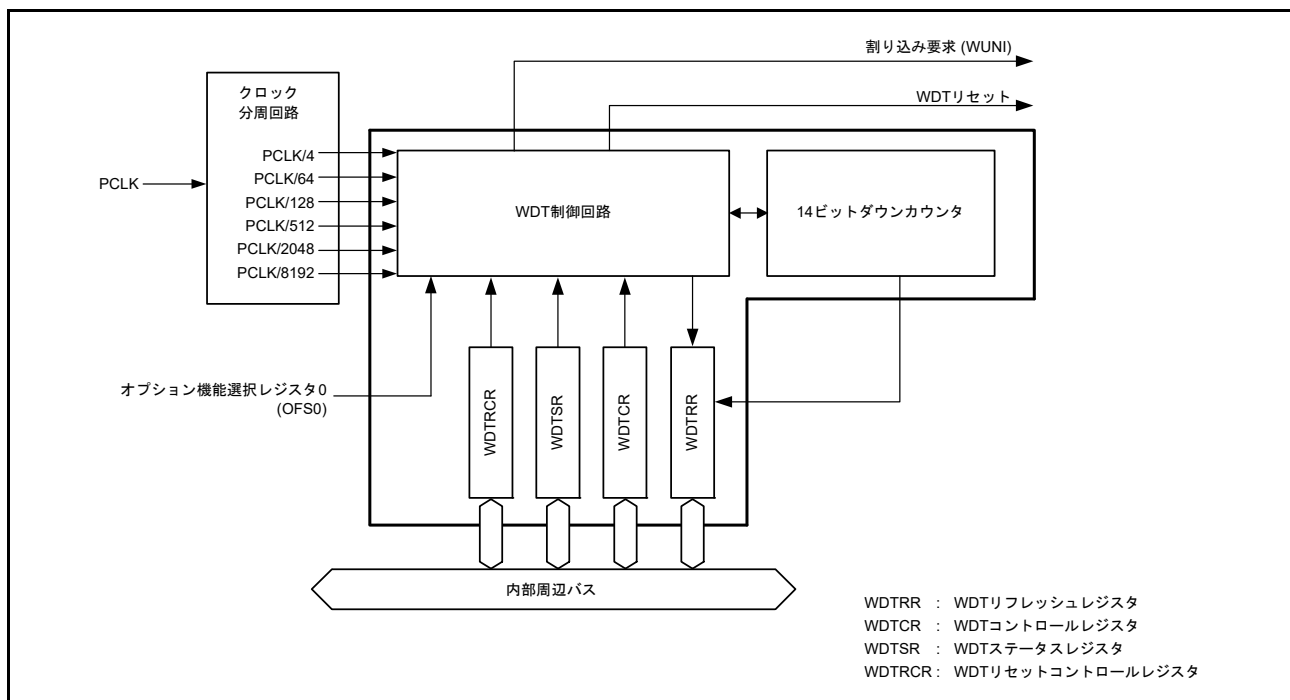 割り込み要求 (WUNI)
WDTリセット
クロック
分周回路
PCLK
PCLK/4
PCLK/64
PCLK/128
PCLK/512
PCLK/2048
PCLK/8192
WDT制御回路
14ビットダウンカウンタ
オプション機能選択レジスタ0
(OFS0)
WDTRCR
WDTSR
WDTCR
WDTRR
内部周辺バス
WDTRR : WDTリフレッシュレジスタ
WDTCR : WDTコントロールレジスタ
WDTSR : WDTステータスレジスタ
WDTRCR : WDTリセットコントロールレジスタ